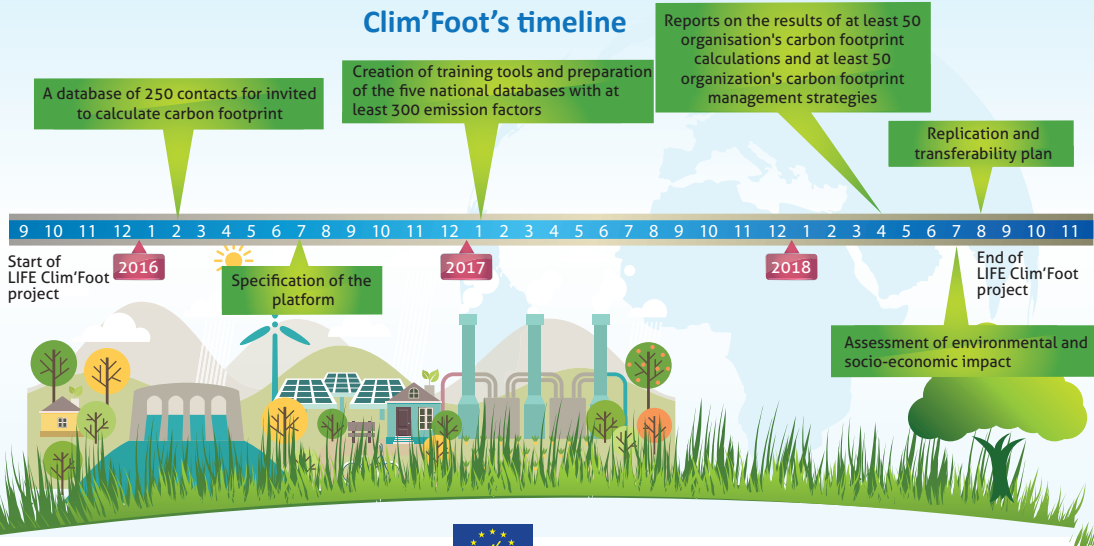 Clim'Foot's timeline
A database of 250 contacts for invited
to calculate carbon footprint
Creation of training tools and preparation
of the five national databases with at
least 300 emission factors
Reports on the results of at least 50
organisation's carbon footprint
calculations and at least 50
organization's carbon footprint
management strategies
Replication and
transferability plan
9 10 11 12 1 2 3 4 5 6 7 8 9 10 11 12 1 2 3 4 5 6 7 8 9 10 11 12 1 2 3 4 5 6 7 8 9 10 11
Start of
LIFE Clim'Foot
project
2016
2017
2018
End of
LIFE Clim'Foot
project
Specification of the
platform
Assessment of environmental and
socio-economic impact